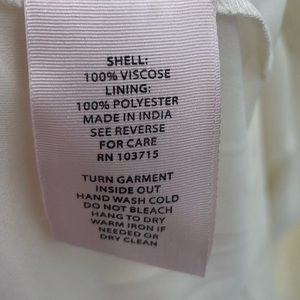 SHELL:
100% VISCOSE
LINING:
100% POLYESTER
MADE IN INDIA
SEE REVERSE
FOR CARE
RN 103715
TURN GARMENT
INSIDE OUT
HAND WASH COLD
DO NOT BLEACH
HANG TO DRY
WARM IRON IF
NEEDED OR
DRY CLEAN